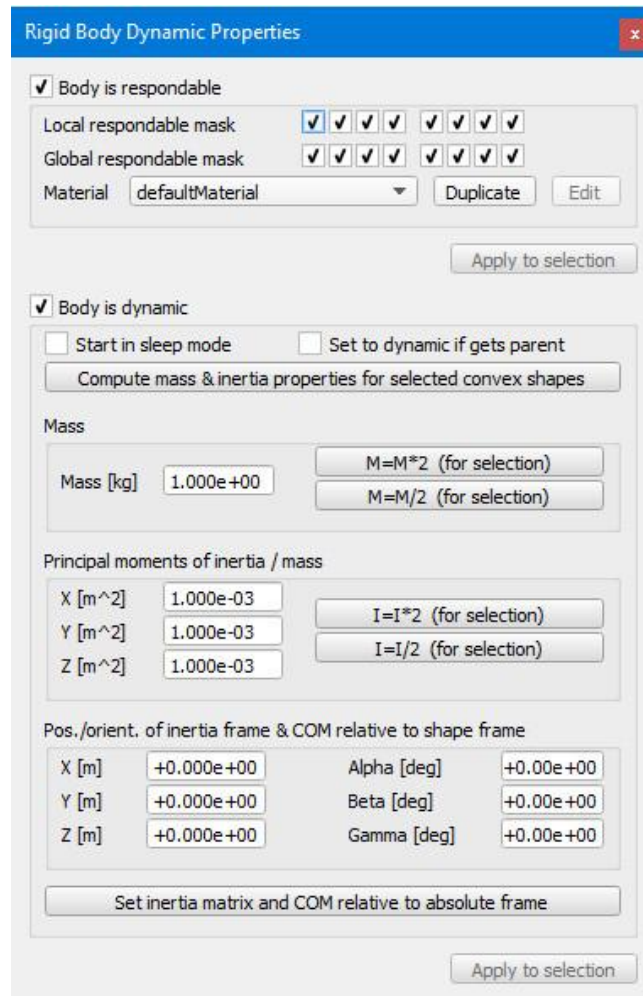 Rigid Body Dynamic Properties x
Body is respondable
Local respondable mask
Global respondable mask
Material defaultMaterial Duplicate Edit
Apply to selection
Body is dynamic
Start in sleep mode Set to dynamic if gets parent
Compute mass & inertia properties for selected convex shapes
Mass
M=M*2 (for selection)
Mass [kg] 1.000e+00
M=M/2 (for selection)
Principal moments of inertia / mass
X [m^2] 1.000e-03
I=I*2 (for selection)
Y [m^2] 1.000e-03
I=I/2 (for selection)
Z [m^2] 1.000e-03
Pos./orient. of inertia frame & COM relative to shape frame
X [m] +0.000e+00 Alpha [deg] +0.00e+00
Y [m] +0.000e+00 Beta [deg] +0.00e+00
Z [m] +0.000e+00 Gamma [deg] +0.00e+00
Set inertia matrix and COM relative to absolute frame
Apply to selection